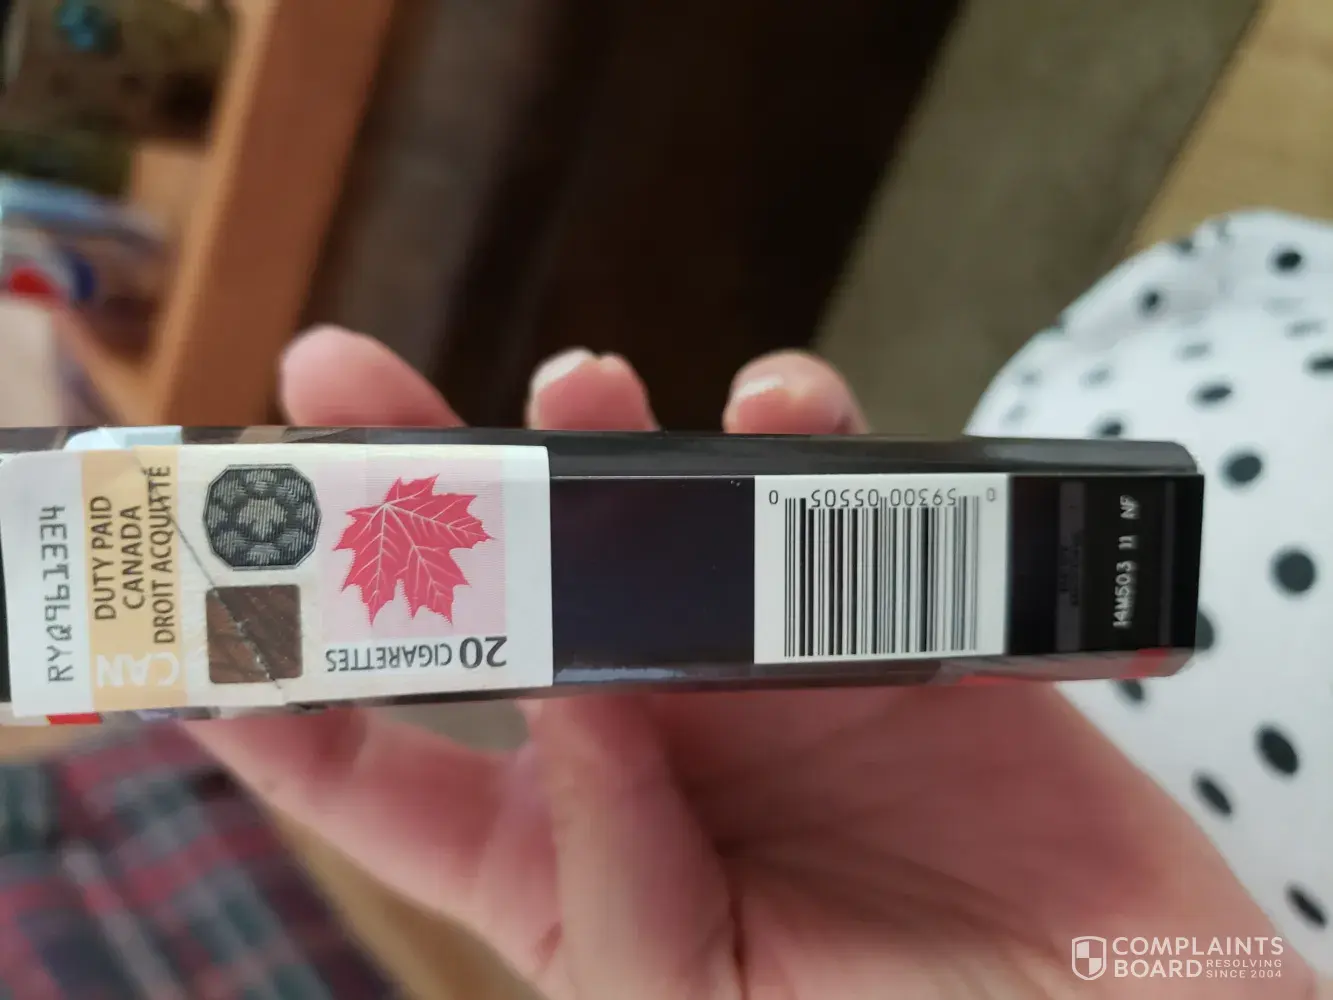 RYQ961334
DUTY PAID
CANADA
DROIT ACQUITTÉ
CAN
20 CIGARETTES
0 59300 05505 0
14M503 11 NF
COMPLAINTS
BOARD RESOLVING
SINCE 2004